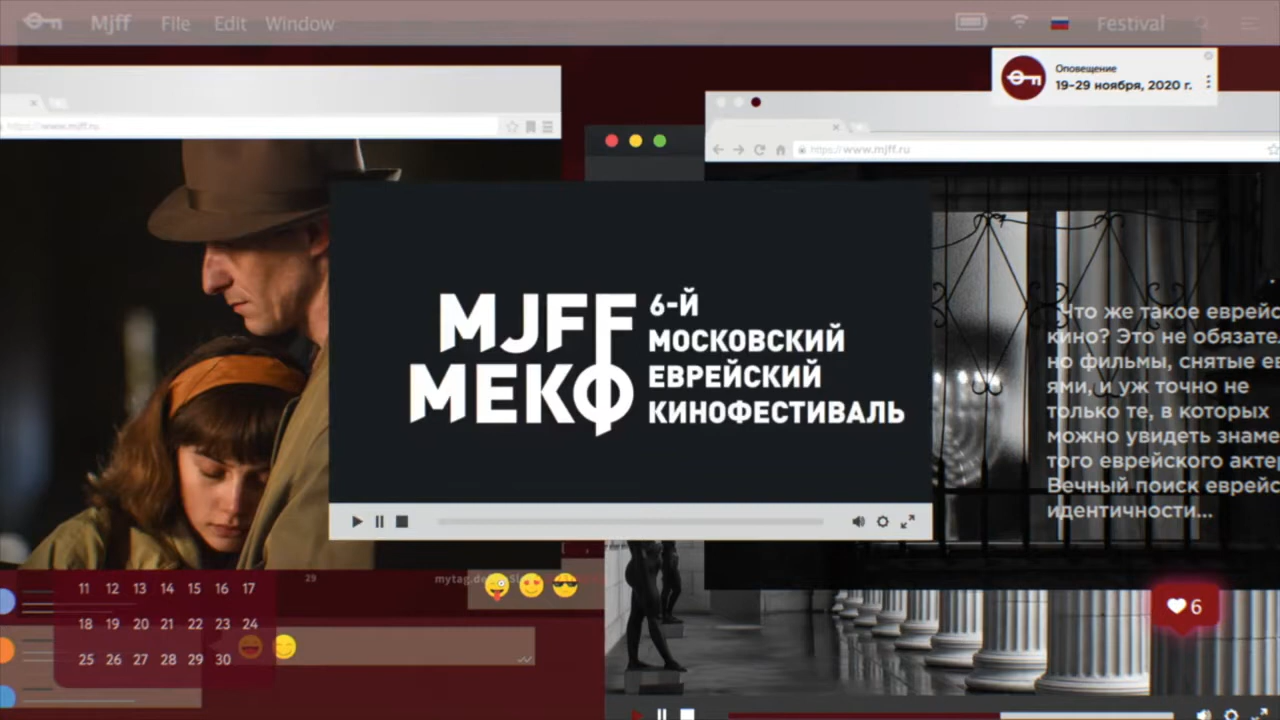 Mjff File Edit Window
Festival
Оповещение
19-29 ноября, 2020 г.
https://www.mjff.ru
https://www.mjff.ru
MJFF
МЕКФ
6-Й
МОСКОВСКИЙ
ЕВРЕЙСКИЙ
КИНОФЕСТИВАЛЬ
Что же такое еврейс
кино? Это не обязате
но фильмы, снятые ев
ями, и уж точно не
только те, в которых
можно увидеть знаме
того еврейского актер
Вечный поиск еврейс
идентичности...
29
11 12 13 14 15 16 17
18 19 20 21 22 23 24
25 26 27 28 29 30
6